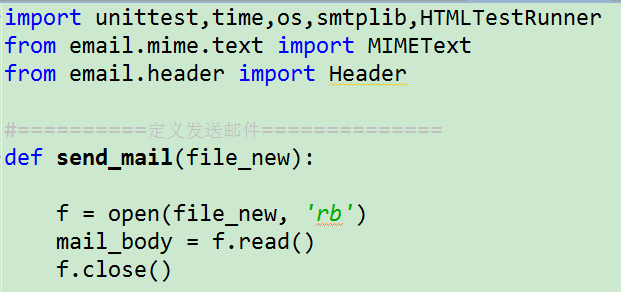 import unittest,time,os,smtplib,HTMLTestRunner
from email.mime.text import MIMEText
from email.header import Header
#==========定义发送邮件==============
def send_mail(file_new):
f = open(file_new, 'rb')
mail_body = f.read()
f.close()